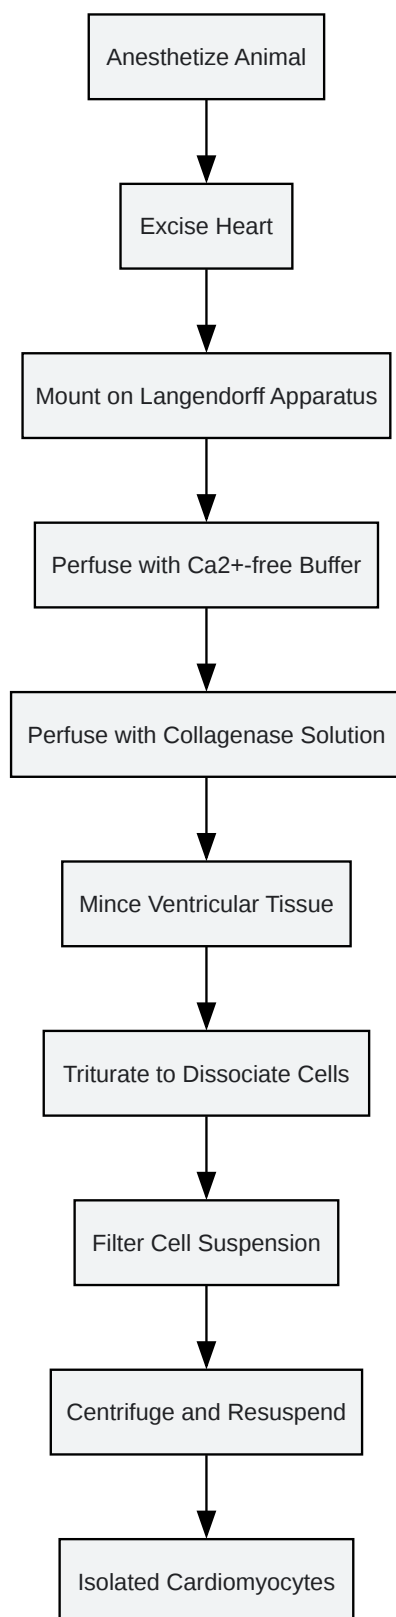 Anesthetize Animal
Excise Heart
Mount on Langendorff Apparatus
Perfuse with Ca2+-free Buffer
Perfuse with Collagenase Solution
Mince Ventricular Tissue
Triturate to Dissociate Cells
Filter Cell Suspension
Centrifuge and Resuspend
Isolated Cardiomyocytes